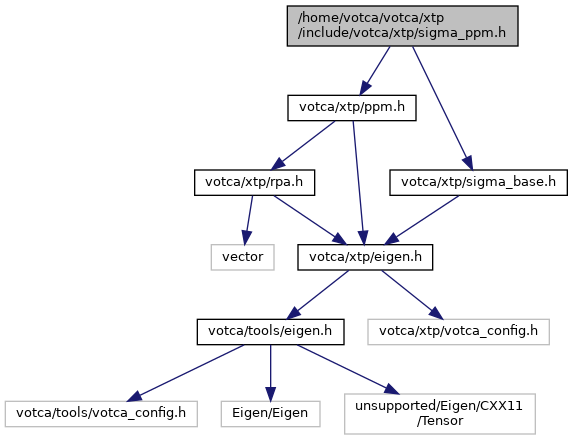 /home/votca/votca/xtp
/include/votca/xtp/sigma_ppm.h
votca/xtp/ppm.h
votca/xtp/rpa.h
votca/xtp/sigma_base.h
vector
votca/xtp/eigen.h
votca/tools/eigen.h
votca/xtp/votca_config.h
votca/tools/votca_config.h
Eigen/Eigen
unsupported/Eigen/CXX11
/Tensor